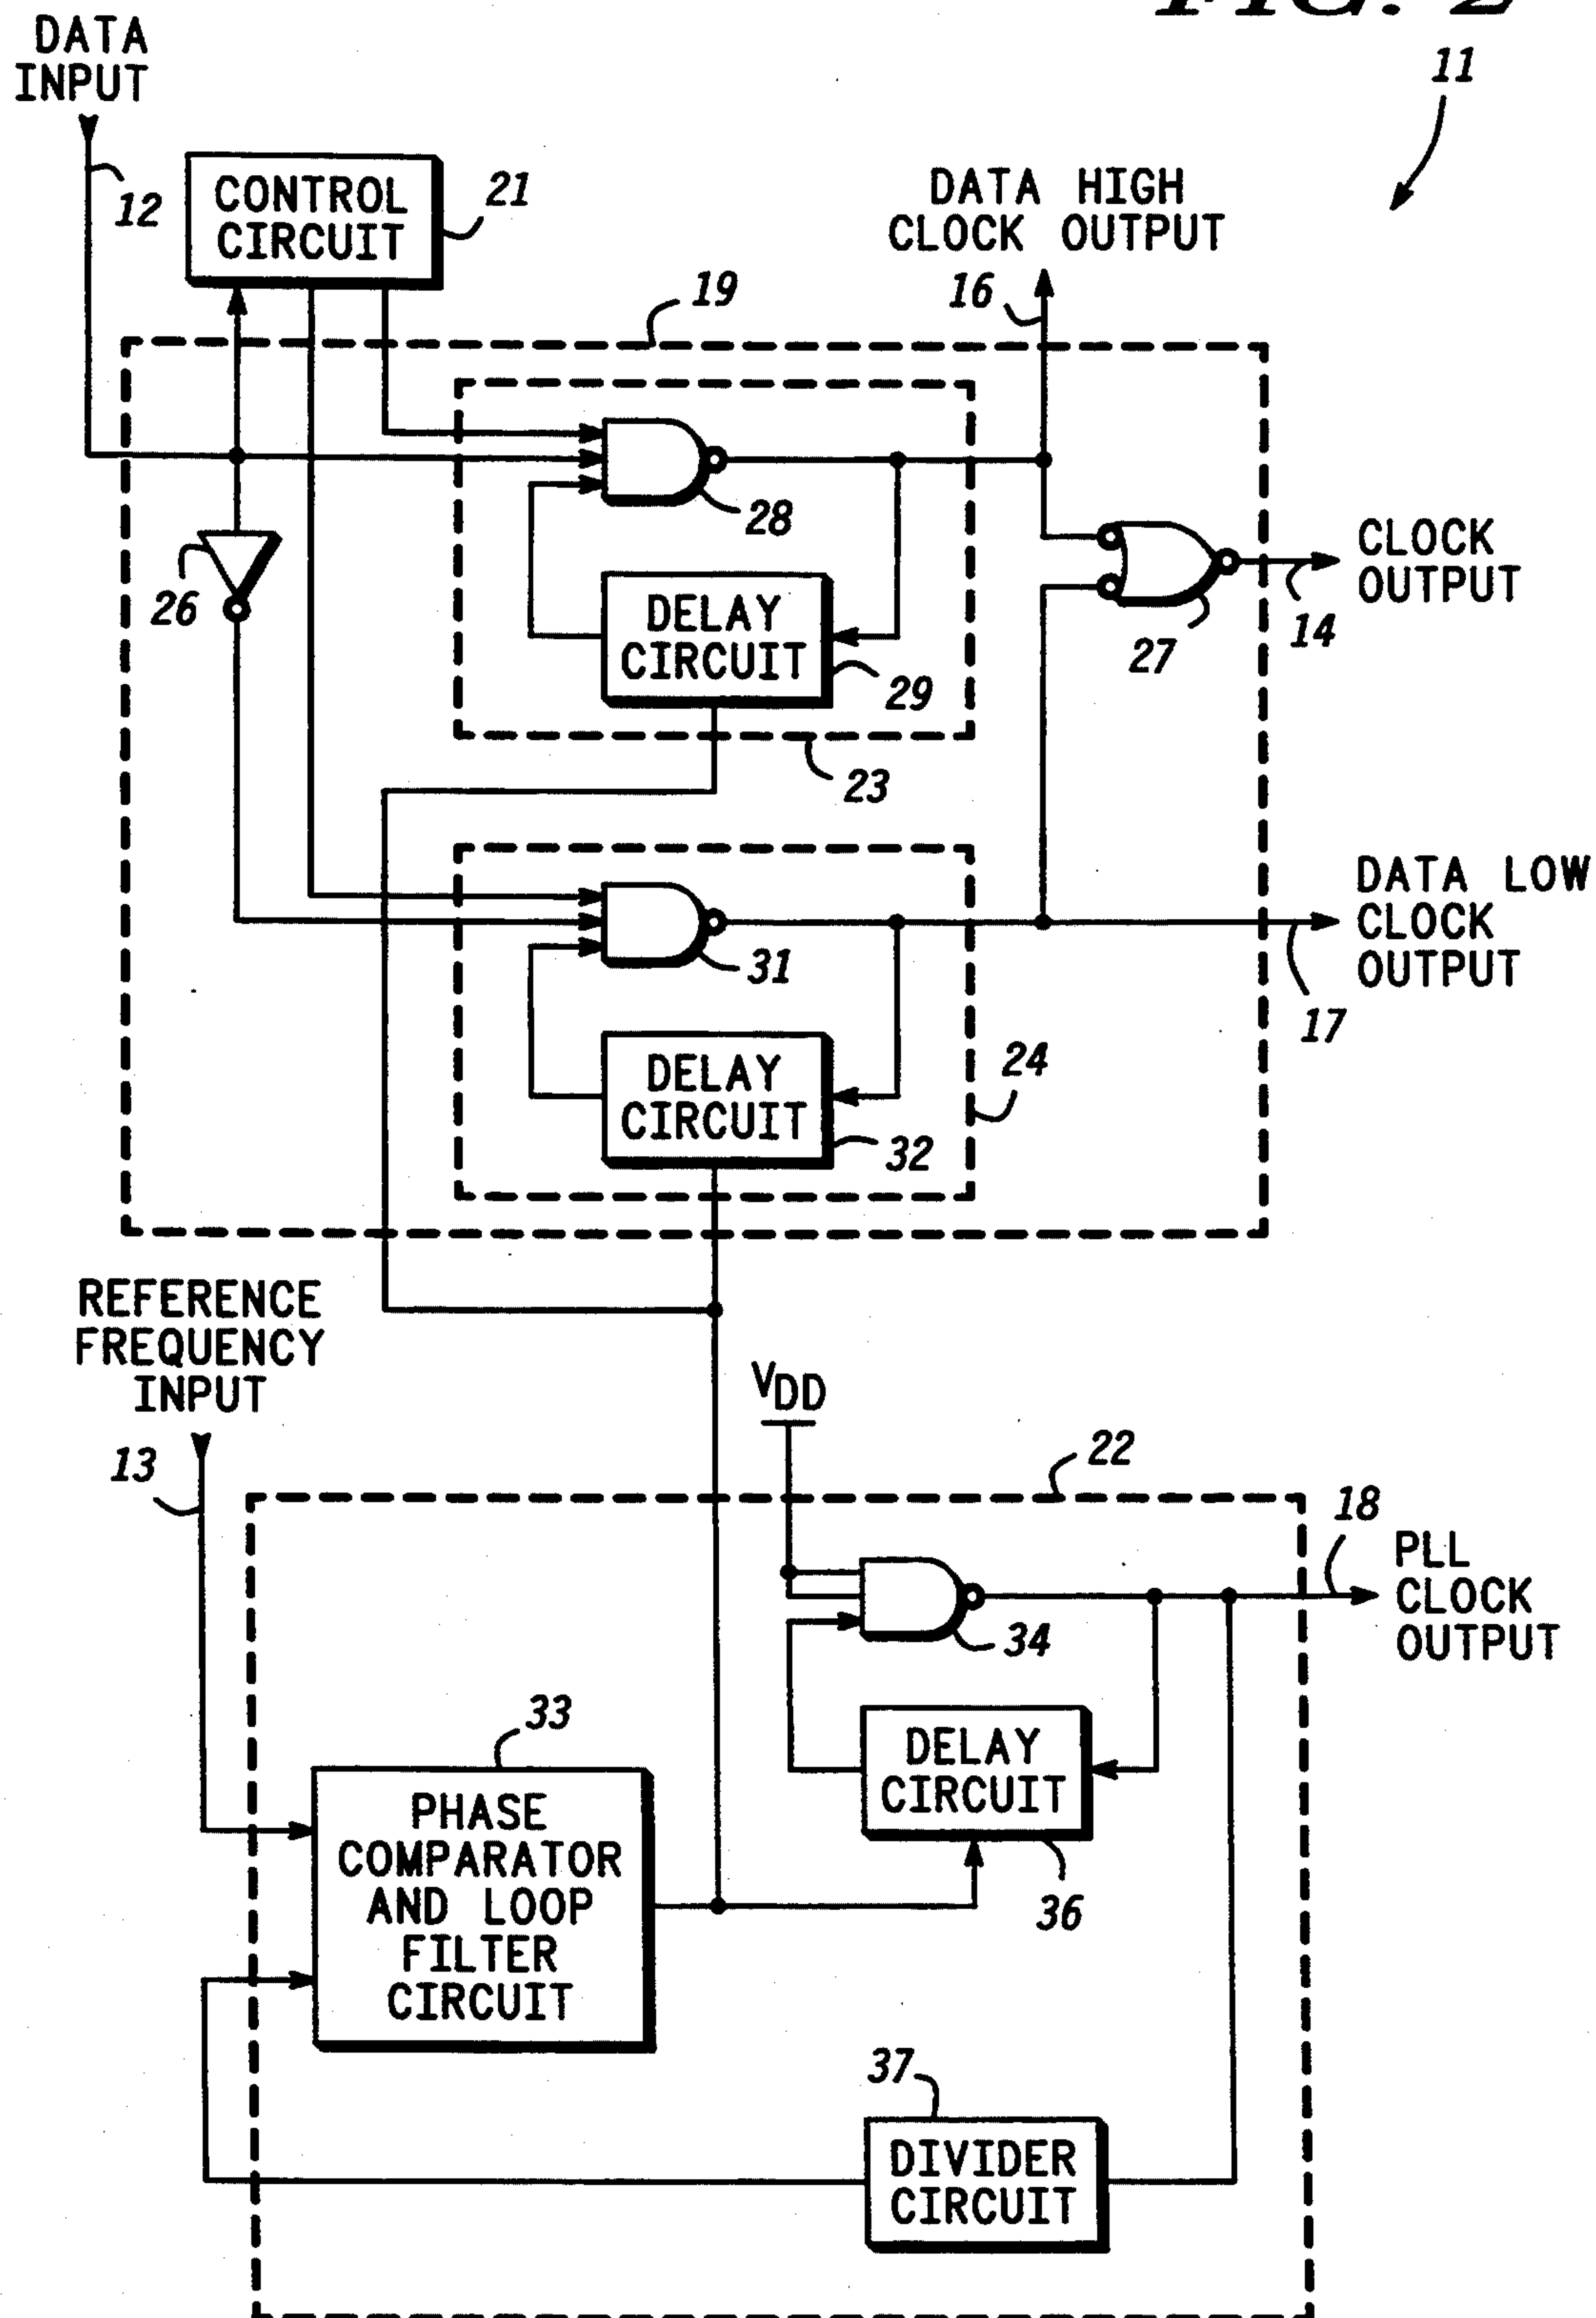 FIG. 2
DATA
INPUT
11
12
CONTROL
CIRCUIT
21
DATA HIGH
CLOCK OUTPUT
19
16
28
CLOCK
OUTPUT
26
14
27
DELAY
CIRCUIT
29
23
DATA LOW
CLOCK
OUTPUT
31
17
24
DELAY
CIRCUIT
32
REFERENCE
FREQUENCY
INPUT
VDD
13
22
18
PLL
CLOCK
OUTPUT
34
33
DELAY
CIRCUIT
PHASE
COMPARATOR
AND LOOP
FILTER
CIRCUIT
36
37
DIVIDER
CIRCUIT